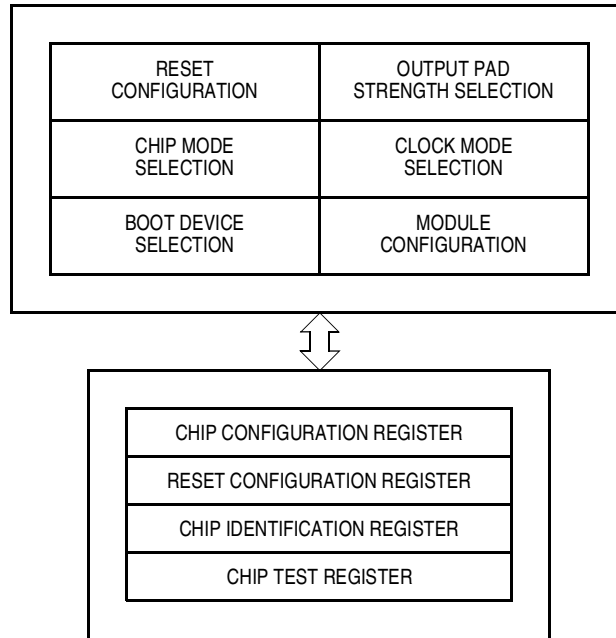 RESET
CONFIGURATION
OUTPUT PAD
STRENGTH SELECTION
CHIP MODE
SELECTION
CLOCK MODE
SELECTION
BOOT DEVICE
SELECTION
MODULE
CONFIGURATION
CHIP CONFIGURATION REGISTER
RESET CONFIGURATION REGISTER
CHIP IDENTIFICATION REGISTER
CHIP TEST REGISTER